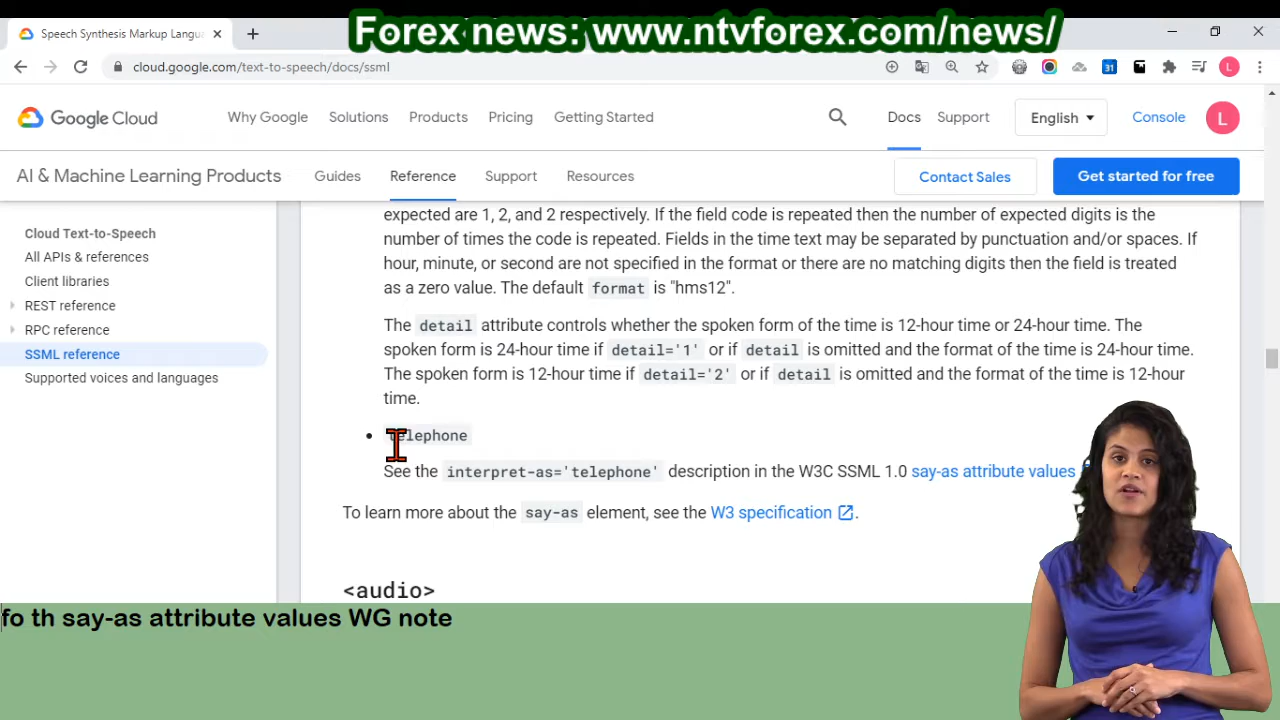 Forex news: www.ntvforex.com/news/
Speech Synthesis Markup Langu
cloud.google.com/text-to-speech/docs/ssml
31
L
Google Cloud
Why Google
Solutions
Products
Pricing
Getting Started
Docs
Support
English
Console
L
AI & Machine Learning Products
Guides
Reference
Support
Resources
Contact Sales
Get started for free
Cloud Text-to-Speech
All APIs & references
Client libraries
REST reference
RPC reference
SSML reference
Supported voices and languages
expected are 1, 2, and 2 respectively. If the field code is repeated then the number of expected digits is the
number of times the code is repeated. Fields in the time text may be separated by punctuation and/or spaces. If
hour, minute, or second are not specified in the format or there are no matching digits then the field is treated
as a zero value. The default format is "hms12".
The detail attribute controls whether the spoken form of the time is 12-hour time or 24-hour time. The
spoken form is 24-hour time if detail='1' or if detail is omitted and the format of the time is 24-hour time.
The spoken form is 12-hour time if detail='2' or if detail is omitted and the format of the time is 12-hour
time.
telephone
See the interpret-as='telephone' description in the W3C SSML 1.0 say-as attribute values
To learn more about the say-as element, see the W3 specification.
<audio>
fo th say-as attribute values WG note